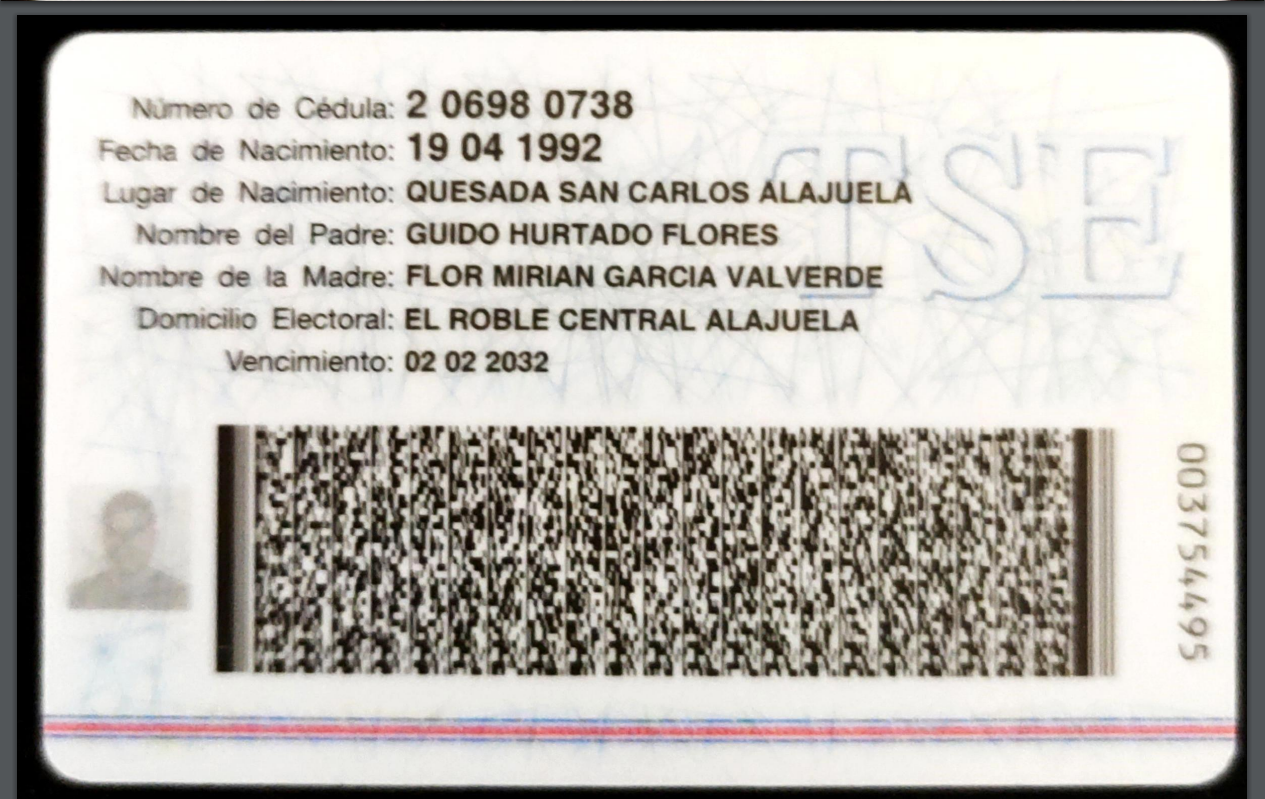 Número de Cédula: 2 0698 0738
Fecha de Nacimiento: 19 04 1992
Lugar de Nacimiento: QUESADA SAN CARLOS ALAJUELA
Nombre del Padre: GUIDO HURTADO FLORES
Nombre de la Madre: FLOR MIRIAN GARCIA VALVERDE
Domicilio Electoral: EL ROBLE CENTRAL ALAJUELA
Vencimiento: 02 02 2032
TSE
003754495